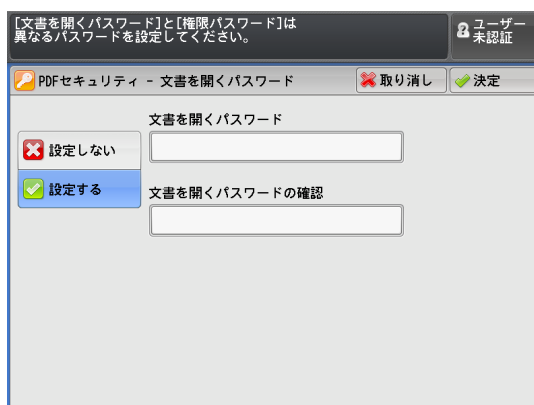 [文書を開くパスワード]と[権限パスワード]は
異なるパスワードを設定してください。
ユーザー
未認証
PDFセキュリティ - 文書を開くパスワード
取り消し
決定
文書を開くパスワード
設定しない
設定する
文書を開くパスワードの確認